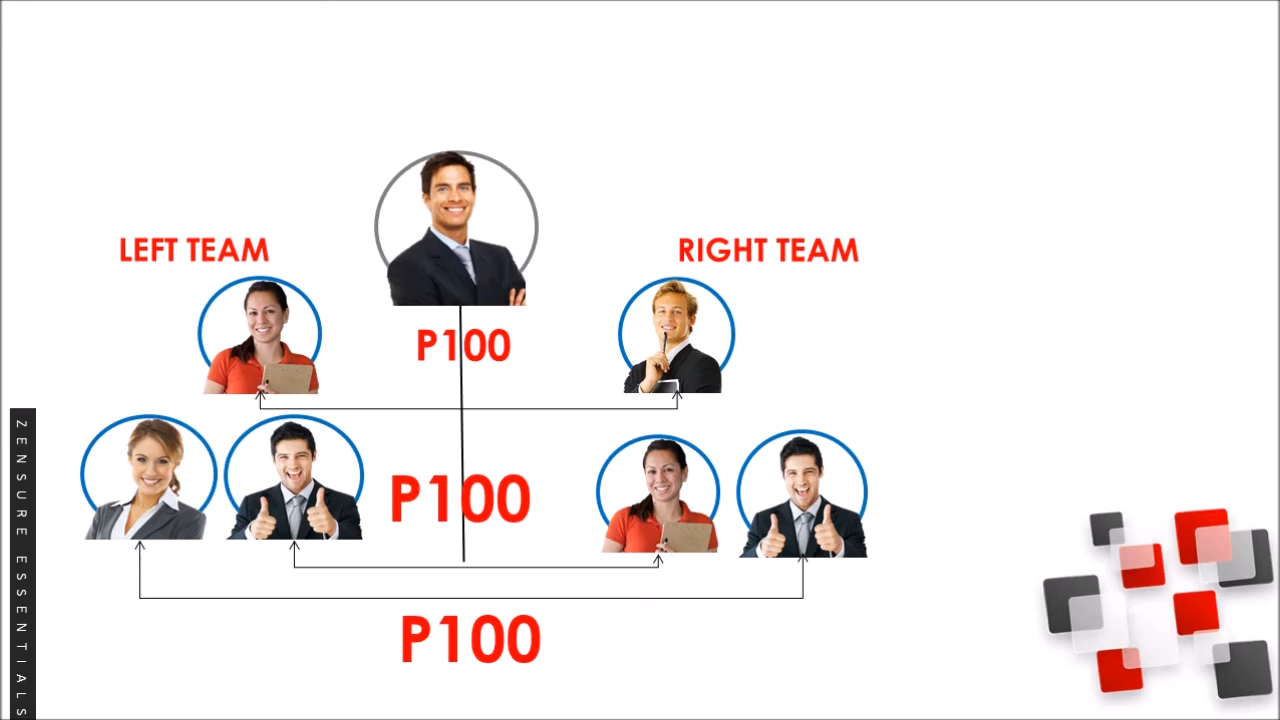 LEFT TEAM
RIGHT TEAM
P100
P100
P100
ZENSURE ESSENTIALS